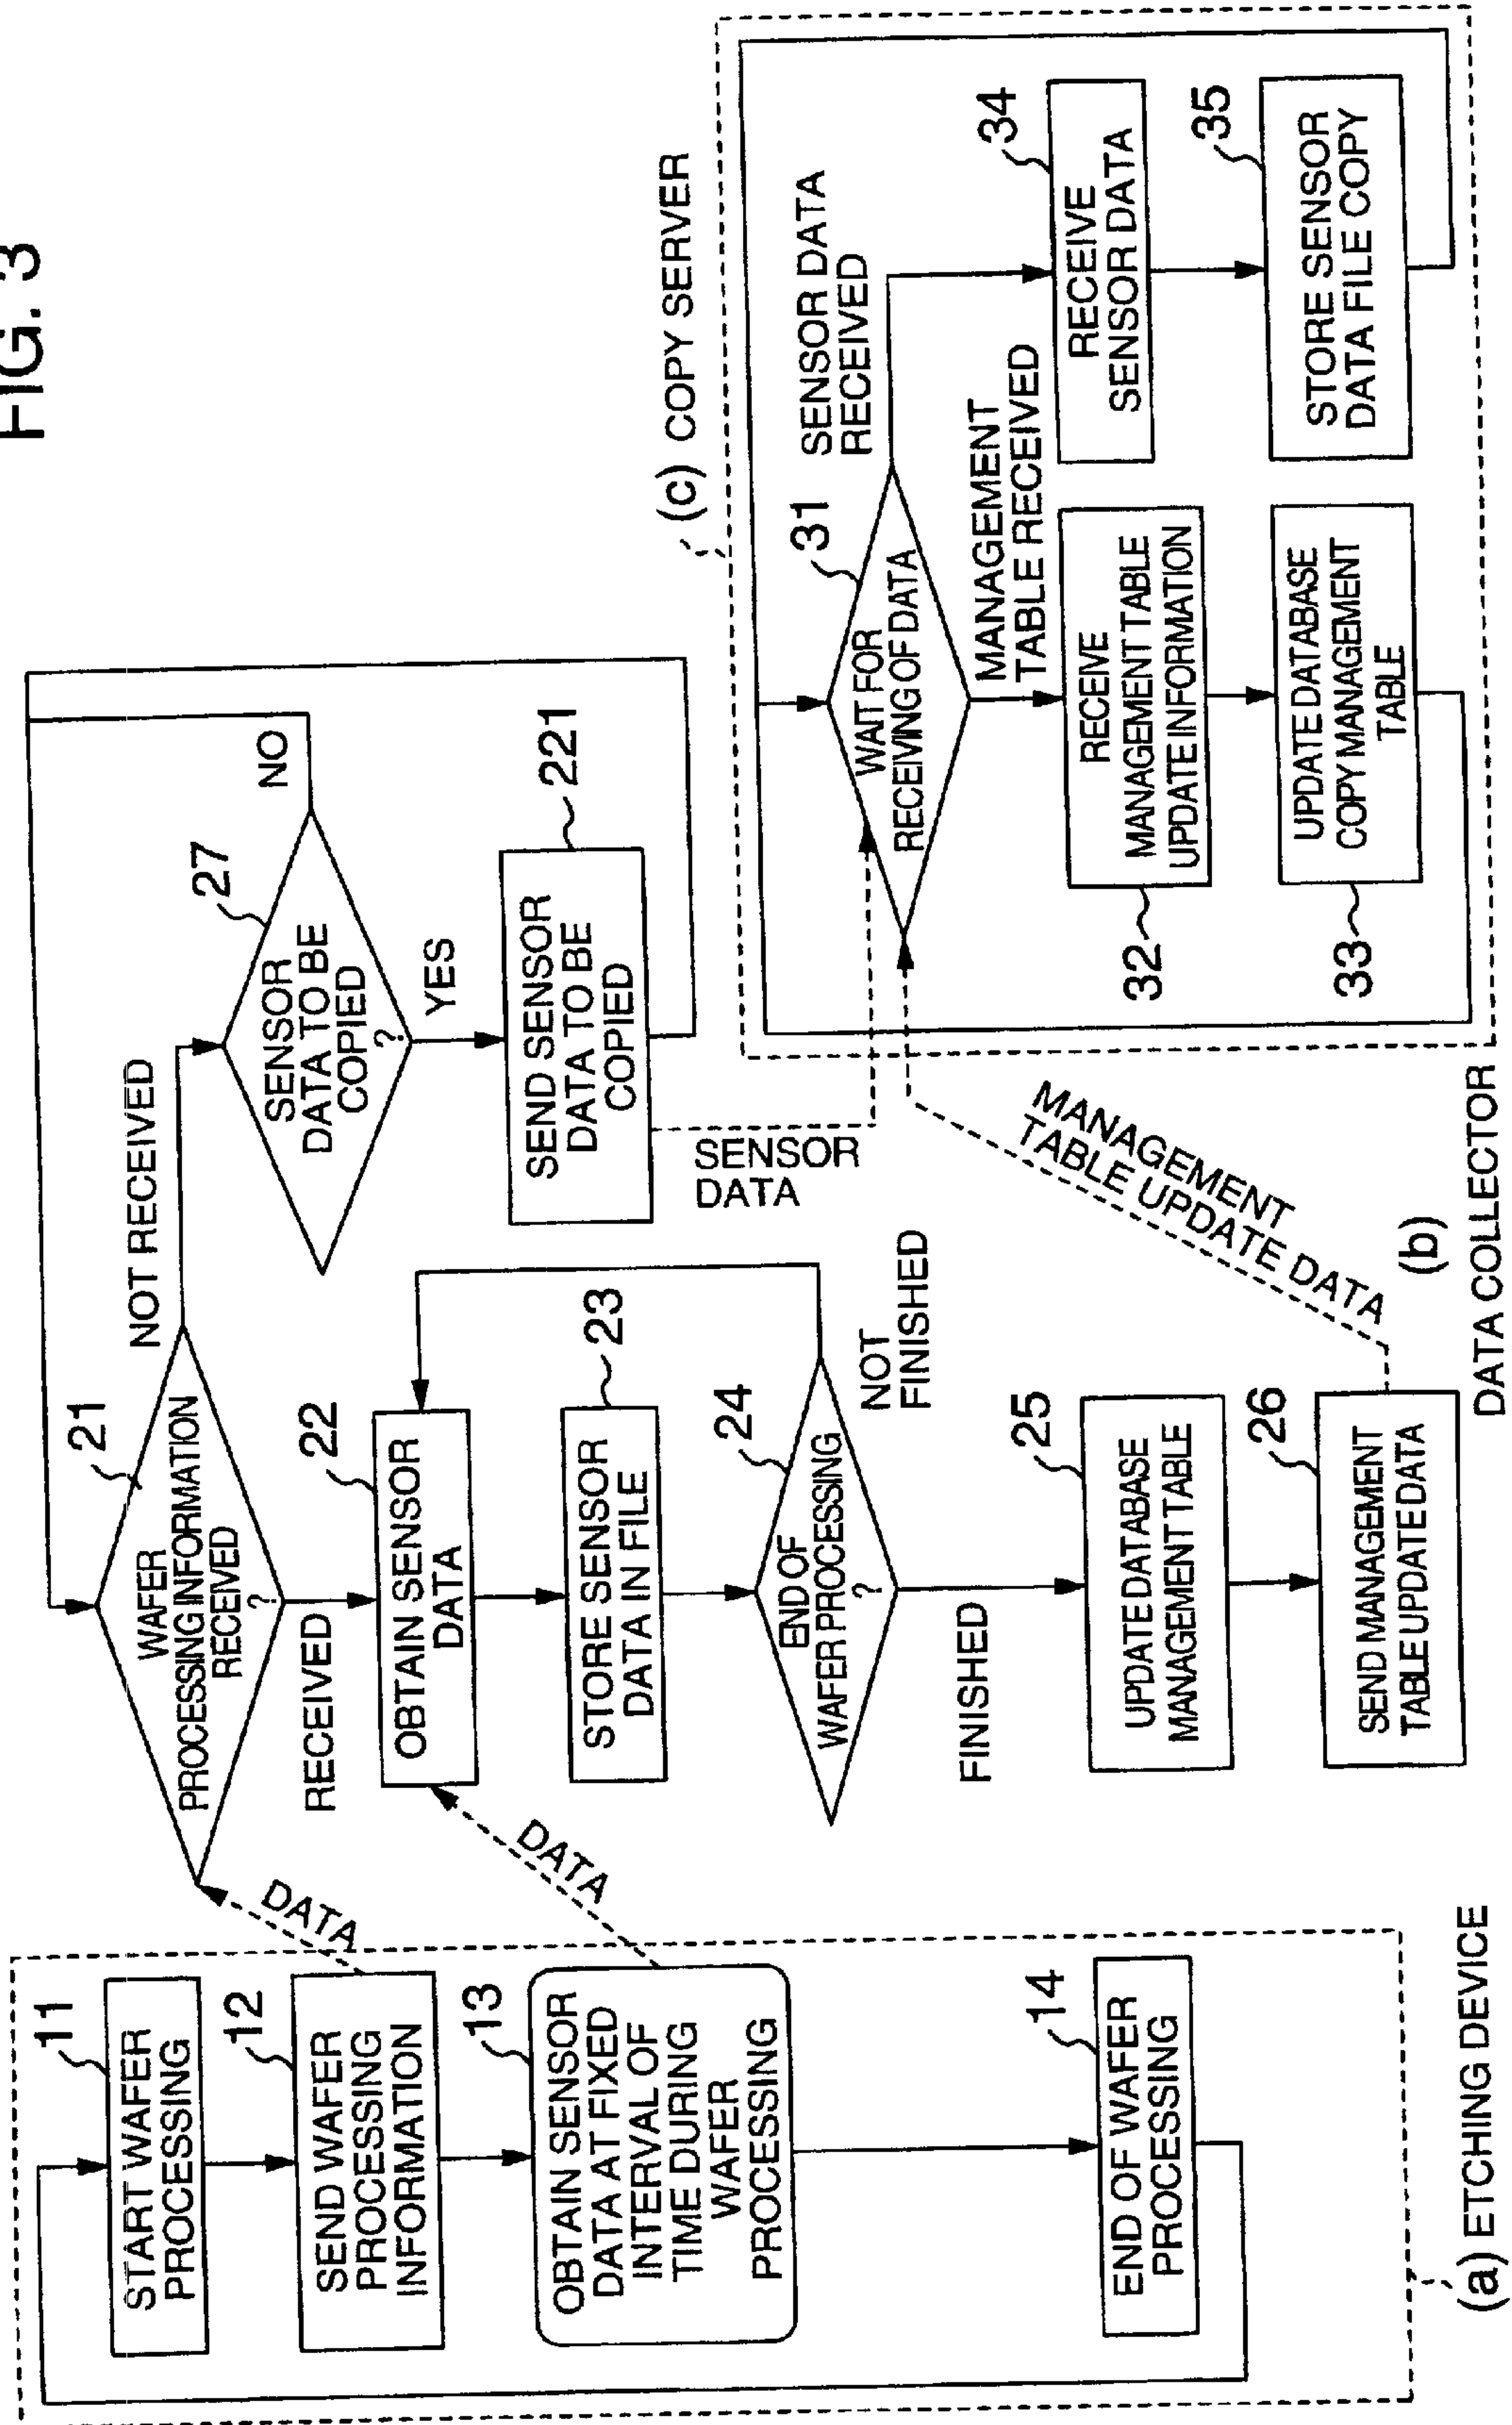 FIG. 3
11
START WAFER
PROCESSING
12
SEND WAFER
PROCESSING
INFORMATION
13
OBTAIN SENSOR
DATA AT FIXED
INTERVAL OF
TIME DURING
WAFER
PROCESSING
14
END OF WAFER
PROCESSING
(a) ETCHING DEVICE
DATA
DATA
21
WAFER
PROCESSING INFORMATION
RECEIVED
?
NOT RECEIVED
RECEIVED
22
OBTAIN SENSOR
DATA
23
STORE SENSOR
DATA IN FILE
24
END OF
WAFER PROCESSING
?
NOT
FINISHED
FINISHED
25
UPDATE DATABASE
MANAGEMENT TABLE
26
SEND MANAGEMENT
TABLE UPDATE DATA
27
SENSOR
DATA TO BE
COPIED
?
NO
YES
221
SEND SENSOR
DATA TO BE
COPIED
SENSOR
DATA
MANAGEMENT
TABLE UPDATE DATA
(b)
DATA COLLECTOR
(c) COPY SERVER
31
WAIT FOR
RECEIVING OF DATA
SENSOR DATA
RECEIVED
MANAGEMENT
TABLE RECEIVED
32
RECEIVE
MANAGEMENT TABLE
UPDATE INFORMATION
33
UPDATE DATABASE
COPY MANAGEMENT
TABLE
34
RECEIVE
SENSOR DATA
35
STORE SENSOR
DATA FILE COPY